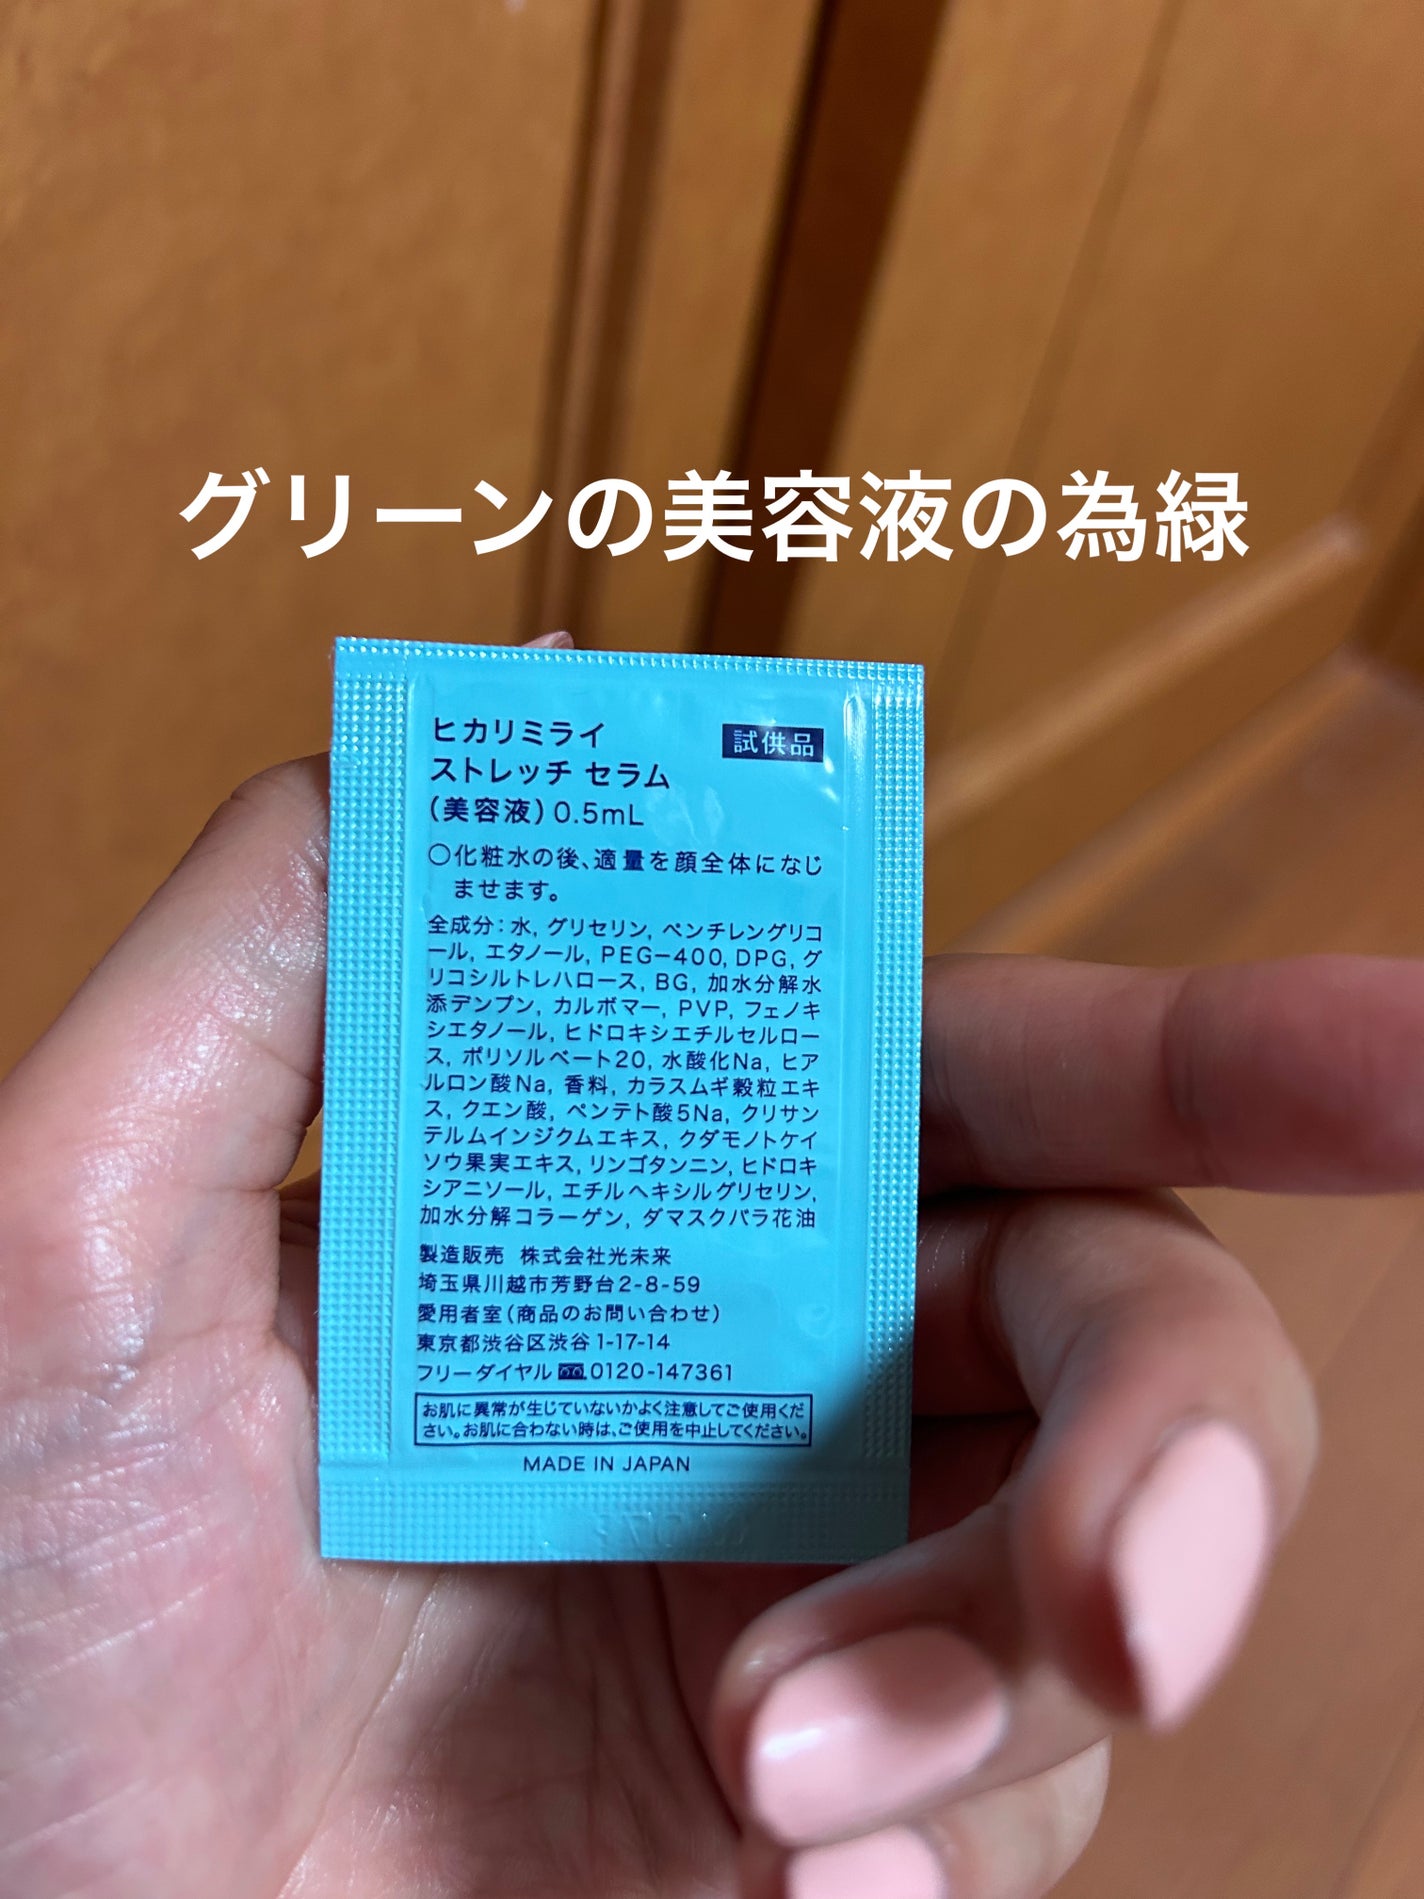 グリーンの美容液の為緑
ヒカリミライ
試供品
ストレッチ セラム
(美容液)0.5mL
○化粧水の後、適量を顔全体になじ
ませます。
全成分:水, グリセリン, ペンチレングリコ
ール, エタノール, PEG-400, DPG, グ
リコシルトレハロース, BG, 加水分解水
添デンプン, カルボマー, PVP, フェノキ
シエタノール, ヒドロキシエチルセルロー
ス, ポリソルベート20, 水酸化Na, ヒア
ルロン酸Na, 香料, カラスムギ穀粒エキ
ス, クエン酸, ペンテト酸5Na, クリサン
テルムインジクムエキス, クダモノトケイ
ソウ果実エキス, リンゴタンニン, ヒドロキ
シアニソール, エチルヘキシルグリセリン,
加水分解コラーゲン, ダマスクバラ花油
製造販売 株式会社光未来
埼玉県川越市芳野台2-8-59
愛用者室(商品のお問い合わせ)
東京都渋谷区渋谷1-17-14
フリーダイヤル 0120-147361
お肌に異常が生じていないかよく注意してご使用くだ
さい。お肌に合わない時は、ご使用を中止してください。
MADE IN JAPAN